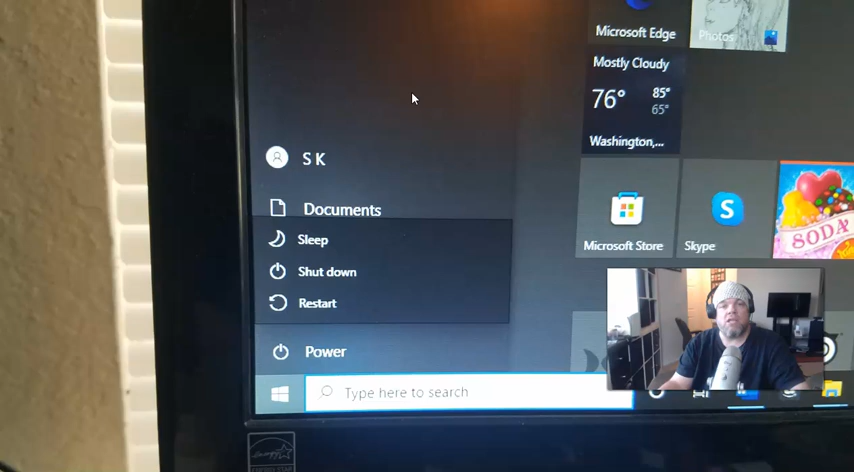 Microsoft Edge
Photos
Mostly Cloudy
76°
85°
65°
Washington,...
S K
Documents
Sleep
Shut down
Restart
Power
Microsoft Store
Skype
SODA
Type here to search